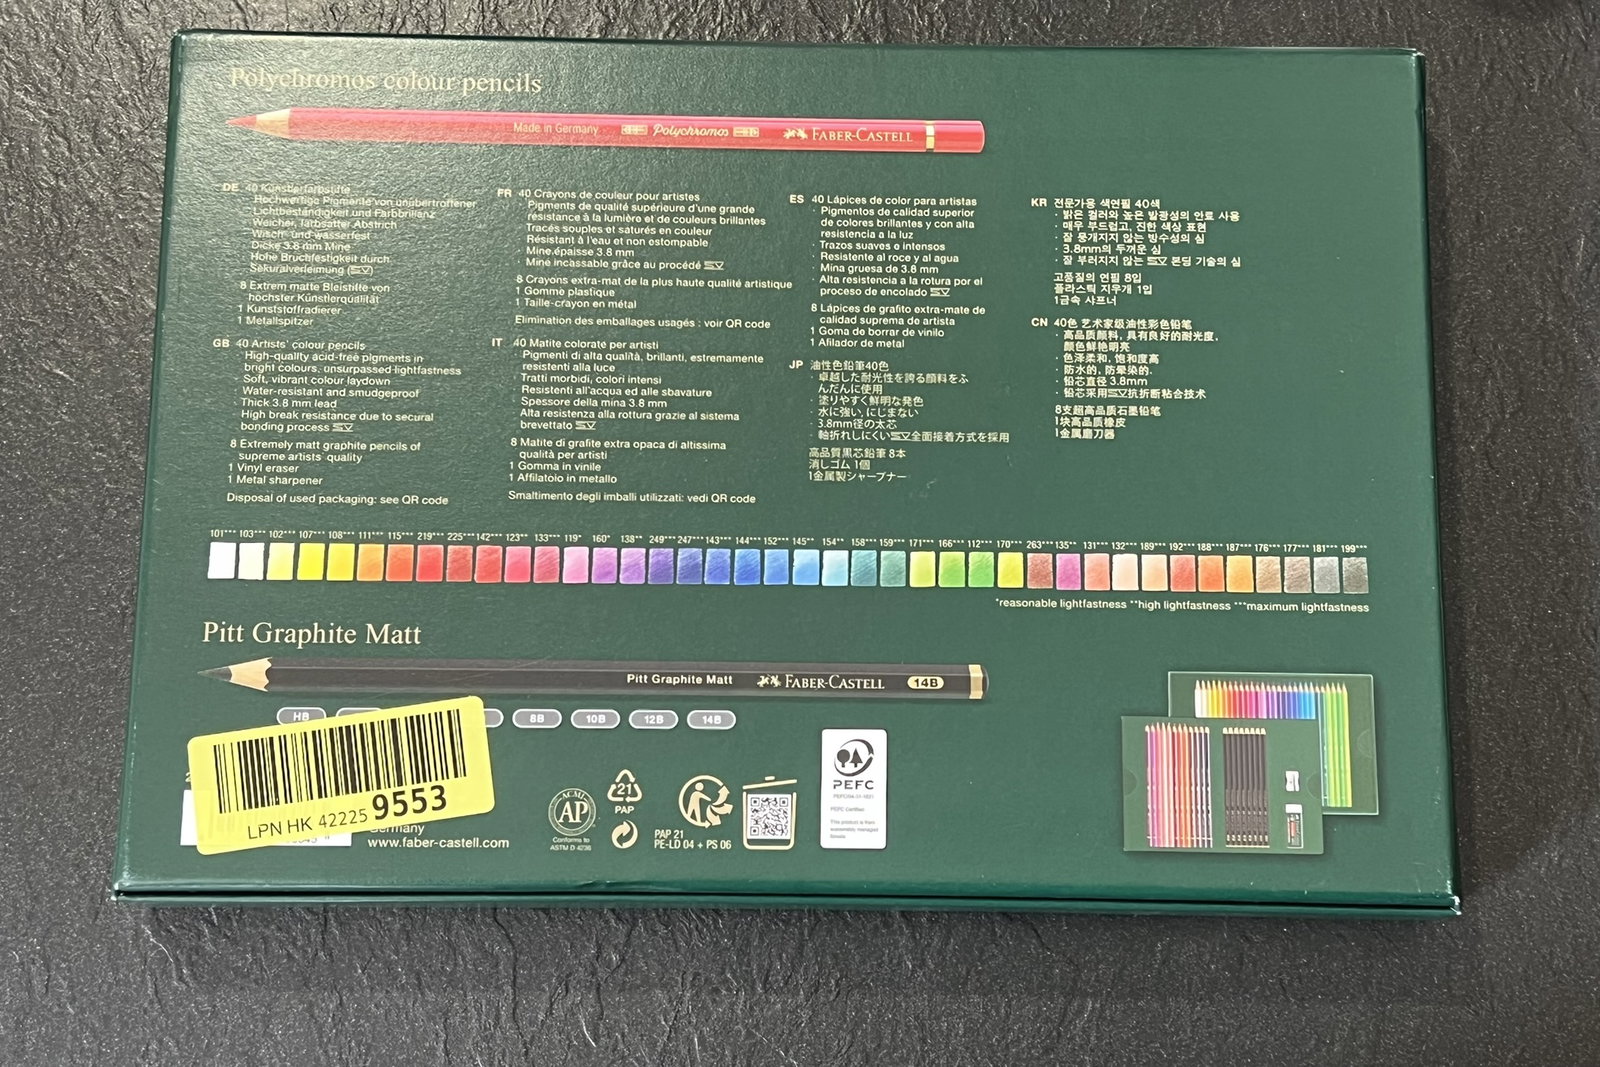 Polychromos colour pencils
Made in Germany Polychromos FABER-CASTELL
DE 40 Künstlerfarbstifte
Hochwertige Pigmente von unübertroffener
Lichtbeständigkeit und Farbbrillanz
Weicher, farbsatter Abstrich
Wisch- und wasserfest
Dicke 3.8 mm Mine
Hohe Bruchfestigkeit durch
Sekuralverleimung (SV)
8 Extrem matte Bleistifte von
höchster Künstlerqualität
1 Kunststoffradierer
1 Metallspitzer
GB 40 Artists' colour pencils
· High-quality acid-free pigments in
bright colours, unsurpassed lightfastness
· Soft, vibrant colour laydown
· Water-resistant and smudgeproof
· Thick 3.8 mm lead
· High break resistance due to secural
bonding process SV
8 Extremely matt graphite pencils of
supreme artists' quality
1 Vinyl eraser
1 Metal sharpener
Disposal of used packaging: see QR code
FR 40 Crayons de couleur pour artistes
· Pigments de qualité supérieure d'une grande
résistance à la lumière et de couleurs brillantes
· Tracés souples et saturés en couleur
· Résistant à l'eau et non estompable
· Mine épaisse 3.8 mm
· Mine incassable grâce au procédé SV
8 Crayons extra-mat de la plus haute qualité artistique
1 Gomme plastique
1 Taille-crayon en métal
Elimination des emballages usagés : voir QR code
IT 40 Matite colorate per artisti
· Pigmenti di alta qualità, brillanti, estremamente
resistenti alla luce
· Tratti morbidi, colori intensi
· Resistenti all'acqua ed alle sbavature
· Spessore della mina 3.8 mm
· Alta resistenza alla rottura grazie al sistema
brevettato SV
8 Matite di grafite extra opaca di altissima
qualità per artisti
1 Gomma in vinile
1 Affilatoio in metallo
Smaltimento degli imballi utilizzati: vedi QR code
ES 40 Lápices de color para artistas
· Pigmentos de calidad superior
de colores brillantes y con alta
resistencia a la luz
· Trazos suaves e intensos
· Resistente al roce y al agua
· Mina gruesa de 3.8 mm
· Alta resistencia a la rotura por el
proceso de encolado SV
8 Lápices de grafito extra-mate de
calidad suprema de artista
1 Goma de borrar de vinilo
1 Afilador de metal
JP 油性色鉛筆40色
· 卓越した耐光性を誇る顔料をふ
んだんに使用
· 塗りやすく鮮明な発色
· 水に強い, にじまない
· 3.8mm径の太芯
· 軸折れしにくいSV全面接着方式を採用
高品質黒芯鉛筆 8本
消しゴム 1個
1金属製シャープナー
KR 전문가용 색연필 40색
· 밝은 컬러와 높은 발광성의 안료 사용
· 매우 부드럽고, 진한 색상 표현
· 잘 뭉개지지 않는 방수성의 심
· 3.8mm의 두꺼운 심
· 잘 부러지지 않는 SV 본딩 기술의 심
고품질의 연필 8입
플라스틱 지우개 1입
1금속 샤프너
CN 40色 艺术家级油性彩色铅笔
· 高品质颜料, 具有良好的耐光度,
颜色鲜艳明亮
· 色泽柔和, 饱和度高
· 防水的, 防晕染的.
· 铅芯直径 3.8mm
· 铅芯采用SV抗折断粘合技术
8支超高品质石墨铅笔
1块高品质橡皮
1金属磨刀器
101*** 103*** 102*** 107*** 108*** 111*** 115*** 219*** 225*** 142*** 123** 133*** 119* 160* 138** 249*** 247*** 143*** 144*** 152*** 145** 154** 158*** 159*** 171*** 166*** 112*** 170*** 263*** 135** 131*** 132*** 189*** 192*** 188*** 187*** 176*** 177*** 181*** 199***
*reasonable lightfastness **high lightfastness ***maximum lightfastness
Pitt Graphite Matt
Pitt Graphite Matt FABER-CASTELL 14B
HB 8B 10B 12B 14B
LPN HK 42225 9553
Germany
www.faber-castell.com
ACMI
AP
Conforms to
ASTM D 4236
21
PAP
PAP 21
PE-LD 04 + PS 06
PEFC
PEFC Certified
This product is from
sustainably managed
forests